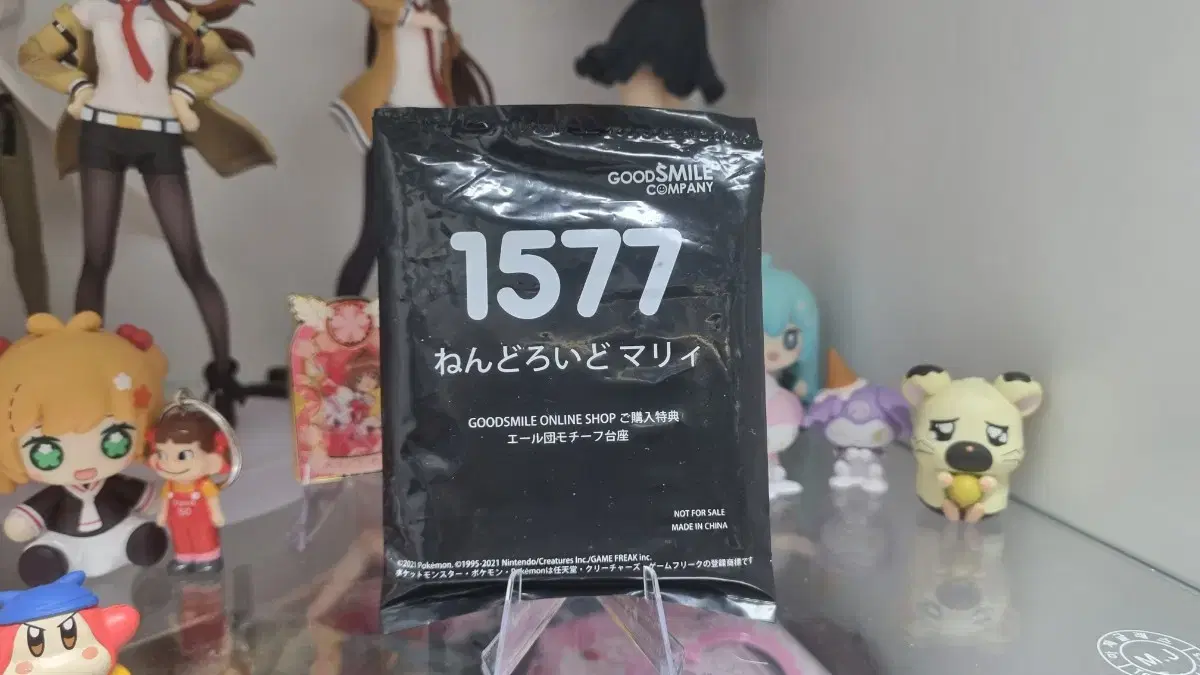 GOODSMILE
COMPANY
1577
ねんどろいど マリィ
GOODSMILE ONLINE SHOP ご購入特典
エール団モチーフ台座
NOT FOR SALE
MADE IN CHINA
©2021 Pokémon. ©1995-2021 Nintendo/Creatures Inc./GAME FREAK inc.
ポケットモンスター・ポケモン・Pokémonは任天堂・クリーチャーズ・ゲームフリークの登録商標です
M.J